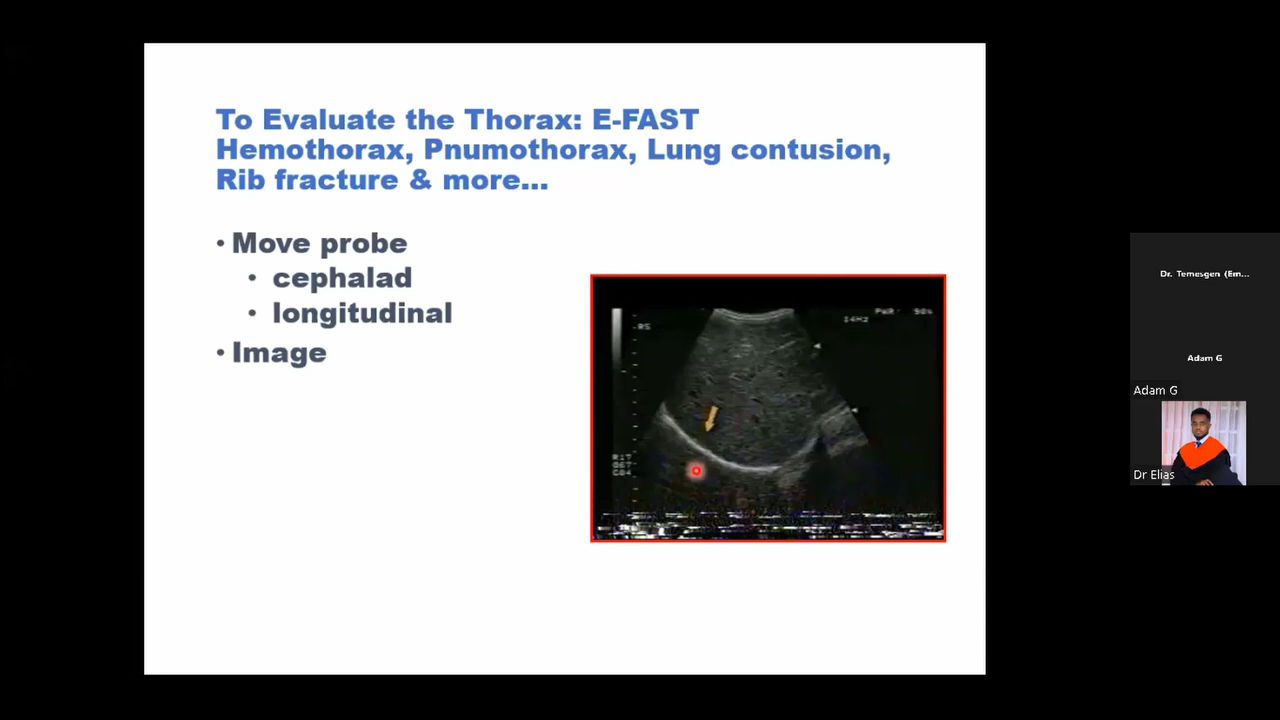 To Evaluate the Thorax: E-FAST
Hemothorax, Pnumothorax, Lung contusion,
Rib fracture & more...
• Move probe
• cephalad
• longitudinal
• Image
PWR:
Dr. Temesgen (Em...
Adam G
Adam G
Dr Elias